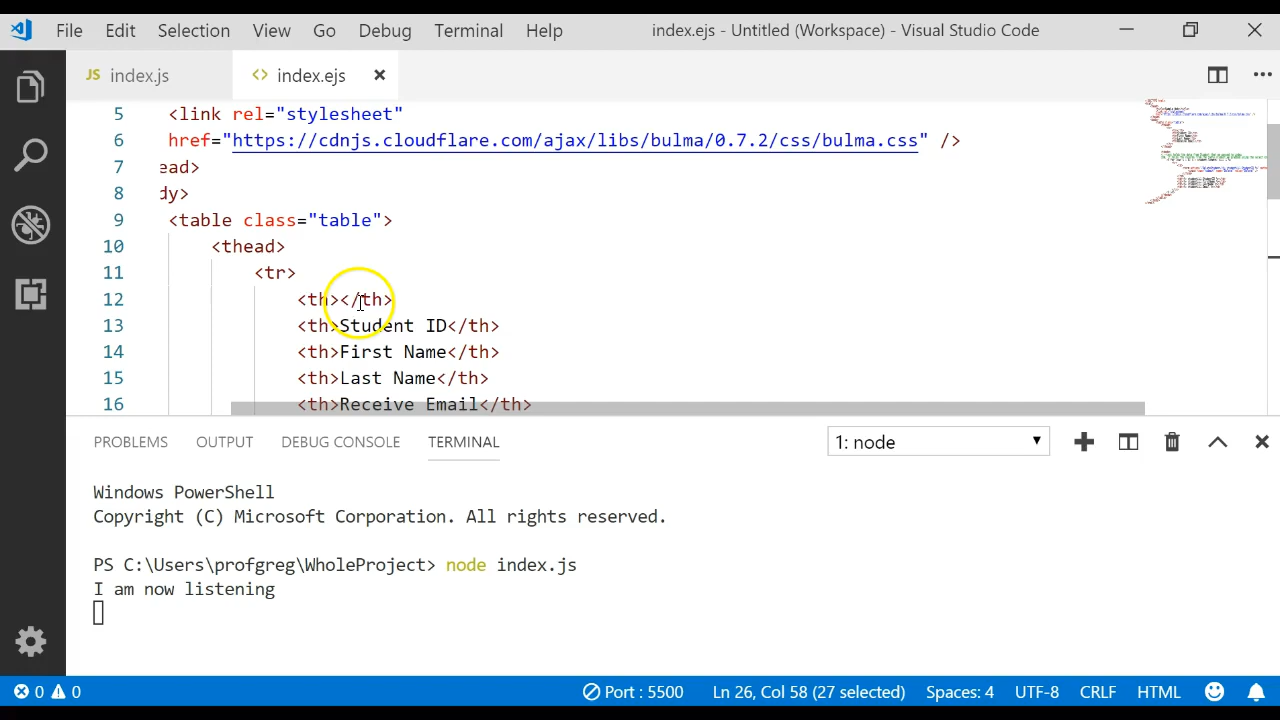 File Edit Selection View Go Debug Terminal Help index.ejs - Untitled (Workspace) - Visual Studio Code
JS index.js <> index.ejs
5 <link rel="stylesheet"
6 href="https://cdnjs.cloudflare.com/ajax/libs/bulma/0.7.2/css/bulma.css" />
7 ead>
8 dy>
9 <table class="table">
10 <thead>
11 <tr>
12 <th></th>
13 <th>Student ID</th>
14 <th>First Name</th>
15 <th>Last Name</th>
16 <th>Receive Email</th>
PROBLEMS OUTPUT DEBUG CONSOLE TERMINAL 1: node
Windows PowerShell
Copyright (C) Microsoft Corporation. All rights reserved.
PS C:\Users\profgreg\WholeProject> node index.js
I am now listening
0 0 Port : 5500 Ln 26, Col 58 (27 selected) Spaces: 4 UTF-8 CRLF HTML